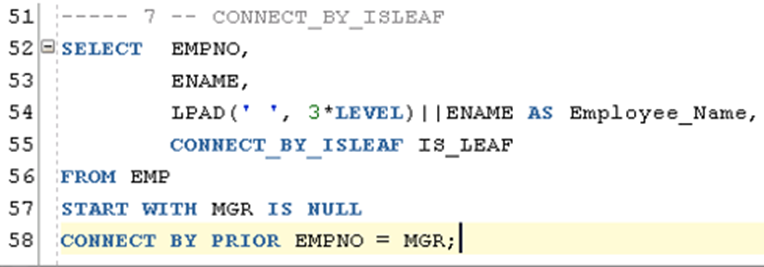 51 ----- 7 -- CONNECT_BY_ISLEAF
52 SELECT  EMPNO,
53         ENAME,
54         LPAD(' ', 3*LEVEL)||ENAME AS Employee_Name,
55         CONNECT_BY_ISLEAF IS_LEAF
56 FROM EMP
57 START WITH MGR IS NULL
58 CONNECT BY PRIOR EMPNO = MGR;